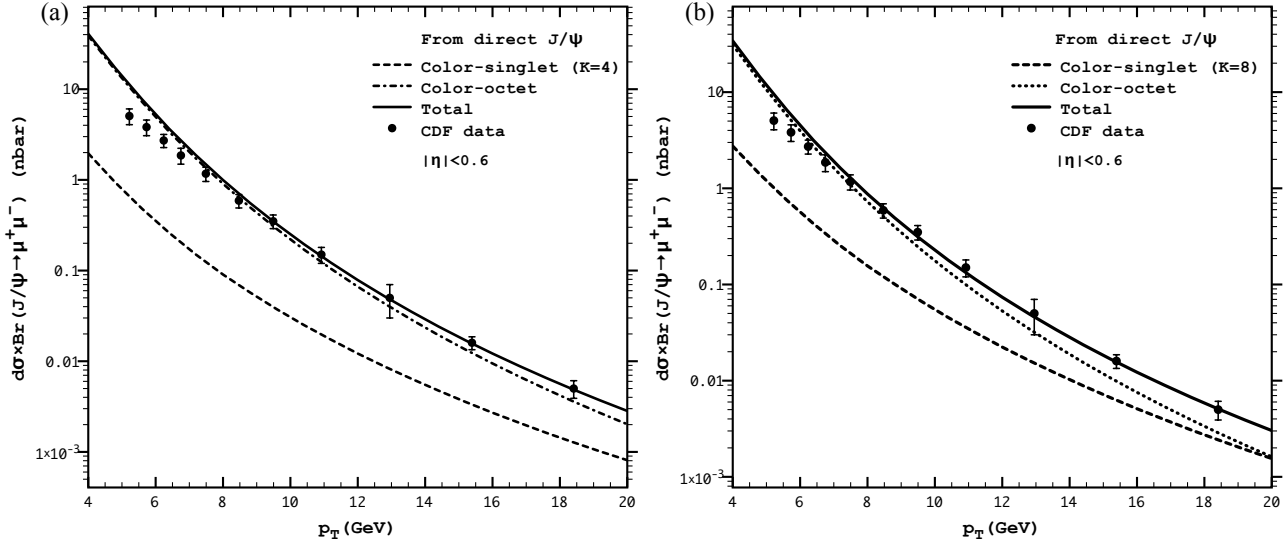 (a)
From direct J/ψ
Color-singlet (K=4)
Color-octet
Total
CDF data
|η|<0.6
10
1
0.1
0.01
1×10⁻³
dσ×Br(J/ψ→μ⁺μ⁻) (nbar)
4 6 8 10 12 14 16 18 20
p_T(GeV)
(b)
From direct J/ψ
Color-singlet (K=8)
Color-octet
Total
CDF data
|η|<0.6
10
1
0.1
0.01
1×10⁻³
dσ×Br(J/ψ→μ⁺μ⁻) (nbar)
4 6 8 10 12 14 16 18 20
p_T(GeV)